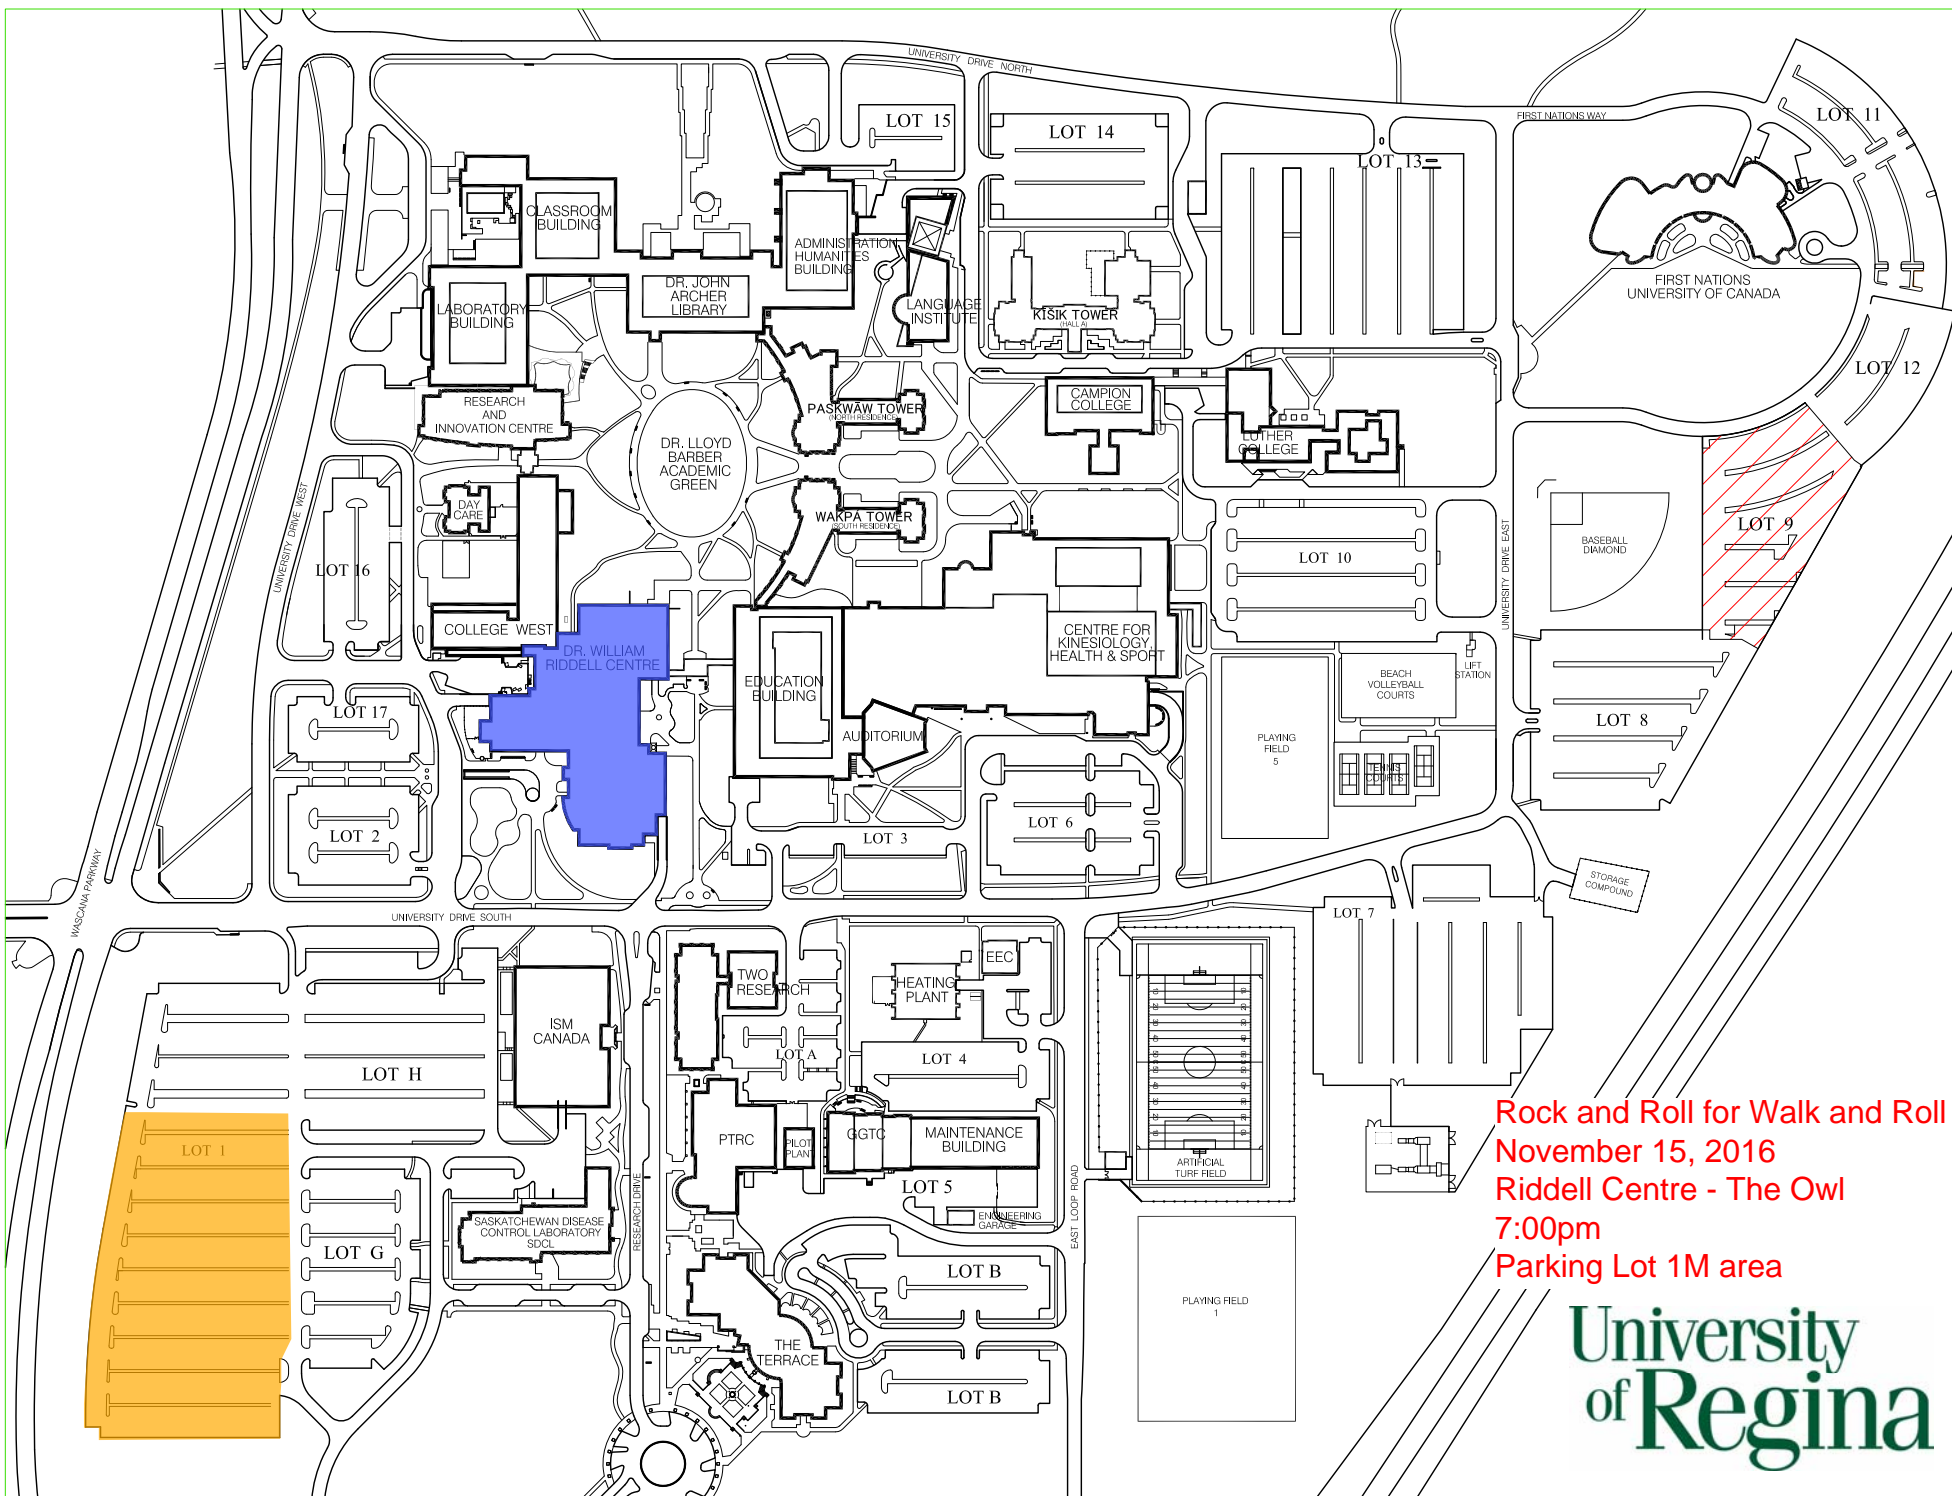 UNIVERSITY DRIVE NORTH
FIRST NATIONS WAY
LOT 11
LOT 15
LOT 14
LOT 13
CLASSROOM
BUILDING
ADMINISTRATION
HUMANITIES
BUILDING
DR. JOHN
ARCHER
LIBRARY
LABORATORY
BUILDING
LANGUAGE
INSTITUTE
KĪSIK TOWER
(HALL A)
FIRST NATIONS
UNIVERSITY OF CANADA
LOT 12
RESEARCH
AND
INNOVATION CENTRE
PASKWĀW TOWER
(NORTH RESIDENCE)
CAMPION
COLLEGE
LUTHER
COLLEGE
DR. LLOYD
BARBER
ACADEMIC
GREEN
UNIVERSITY DRIVE WEST
DAY
CARE
WAKPÁ TOWER
(SOUTH RESIDENCE)
LOT 16
LOT 10
UNIVERSITY DRIVE EAST
BASEBALL
DIAMOND
LOT 9
COLLEGE WEST
DR. WILLIAM
RIDDELL CENTRE
CENTRE FOR
KINESIOLOGY,
HEALTH & SPORT
EDUCATION
BUILDING
AUDITORIUM
BEACH
VOLLEYBALL
COURTS
LIFT
STATION
LOT 17
LOT 8
PLAYING
FIELD
5
TENNIS
COURTS
LOT 2
LOT 3
LOT 6
WASCANA PARKWAY
UNIVERSITY DRIVE SOUTH
STORAGE
COMPOUND
LOT 7
TWO
RESEARCH
HEATING
PLANT
EEC
ISM
CANADA
LOT A
LOT 4
LOT H
LOT 1
PTRC
PILOT
PLANT
GGTC
MAINTENANCE
BUILDING
ARTIFICIAL
TURF FIELD
LOT 5
ENGINEERING
GARAGE
EAST LOOP ROAD
RESEARCH DRIVE
SASKATCHEWAN DISEASE
CONTROL LABORATORY
SDCL
LOT G
LOT B
PLAYING FIELD
1
THE
TERRACE
LOT B
Rock and Roll for Walk and Roll
November 15, 2016
Riddell Centre - The Owl
7:00pm
Parking Lot 1M area
University
of Regina